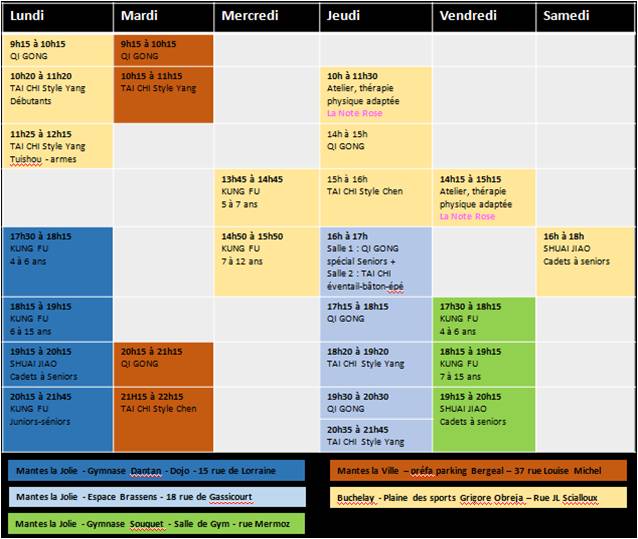 Lundi Mardi Mercredi Jeudi Vendredi Samedi
9h15 à 10h15
QI GONG
9h15 à 10h15
QI GONG
10h20 à 11h20
TAI CHI Style Yang
Débutants
10h15 à 11h15
TAI CHI Style Yang
10h à 11h30
Atelier, thérapie
physique adaptée
La Note Rose
11h25 à 12h15
TAI CHI Style Yang
Tuishou - armes
14h à 15h
QI GONG
13h45 à 14h45
KUNG FU
5 à 7 ans
15h à 16h
TAI CHI Style Chen
14h15 à 15h15
Atelier, thérapie
physique adaptée
La Note Rose
17h30 à 18h15
KUNG FU
4 à 6 ans
14h50 à 15h50
KUNG FU
7 à 12 ans
16h à 17h
Salle 1 : QI GONG
spécial Seniors +
Salle 2 : TAI CHI
éventail-bâton-épé
16h à 18h
SHUAI JIAO
Cadets à seniors
18h15 à 19h15
KUNG FU
6 à 15 ans
17h15 à 18h15
QI GONG
17h30 à 18h15
KUNG FU
4 à 6 ans
19h15 à 20h15
SHUAI JIAO
Cadets à Seniors
20h15 à 21h15
QI GONG
18h20 à 19h20
TAI CHI Style Yang
18h15 à 19h15
KUNG FU
7 à 15 ans
20h15 à 21h45
KUNG FU
Juniors-séniors
21H15 à 22h15
TAI CHI Style Chen
19h30 à 20h30
QI GONG
20h35 à 21h45
TAI CHI Style Yang
19h15 à 20h15
SHUAI JIAO
Cadets à seniors
Mantes la Jolie - Gymnase Dantan - Dojo - 15 rue de Lorraine
Mantes la Ville – préfa parking Bergeal – 37 rue Louise Michel
Mantes la Jolie - Espace Brassens - 18 rue de Gassicourt
Buchelay - Plaine des sports Grigore Obreja – Rue JL Scialloux
Mantes la Jolie - Gymnase Souquet - Salle de Gym - rue Mermoz